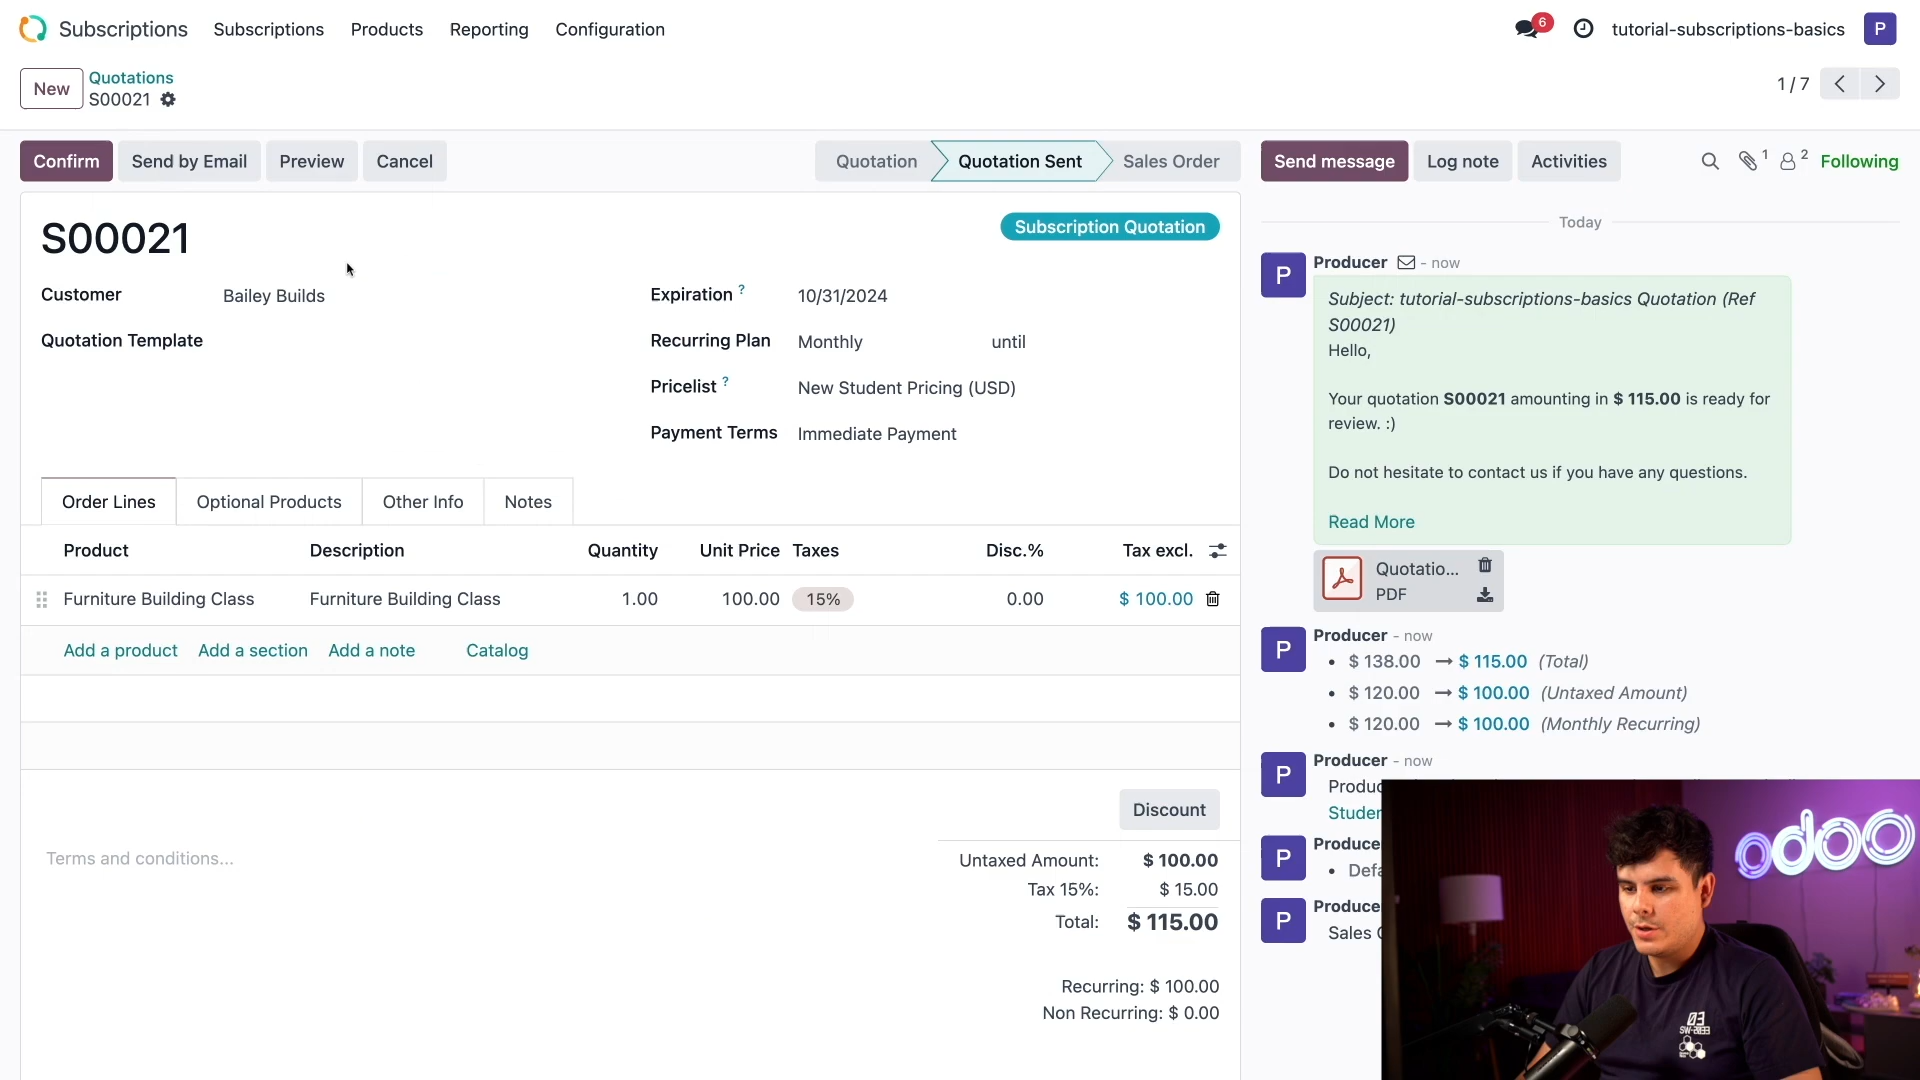 Subscriptions Subscriptions Products Reporting Configuration 6 tutorial-subscriptions-basics P
New Quotations
S00021
1 / 7
Confirm Send by Email Preview Cancel Quotation Quotation Sent Sales Order Send message Log note Activities 1 2 Following
S00021 Subscription Quotation
Customer Bailey Builds
Quotation Template
Expiration ? 10/31/2024
Recurring Plan Monthly until
Pricelist ? New Student Pricing (USD)
Payment Terms Immediate Payment
Order Lines Optional Products Other Info Notes
Product Description Quantity Unit Price Taxes Disc.% Tax excl.
Furniture Building Class Furniture Building Class 1.00 100.00 15% 0.00 $ 100.00
Add a product Add a section Add a note Catalog
Discount
Terms and conditions...
Untaxed Amount: $ 100.00
Tax 15%: $ 15.00
Total: $ 115.00
Recurring: $ 100.00
Non Recurring: $ 0.00
Today
P Producer - now
Subject: tutorial-subscriptions-basics Quotation (Ref
S00021)
Hello,
Your quotation S00021 amounting in $ 115.00 is ready for
review. :)
Do not hesitate to contact us if you have any questions.
Read More
Quotatio...
PDF
P Producer - now
• $ 138.00 → $ 115.00 (Total)
• $ 120.00 → $ 100.00 (Untaxed Amount)
• $ 120.00 → $ 100.00 (Monthly Recurring)
P Producer - now
Produc
Studen
P Produce
• Defa
P Produce
Sales
odoo
03